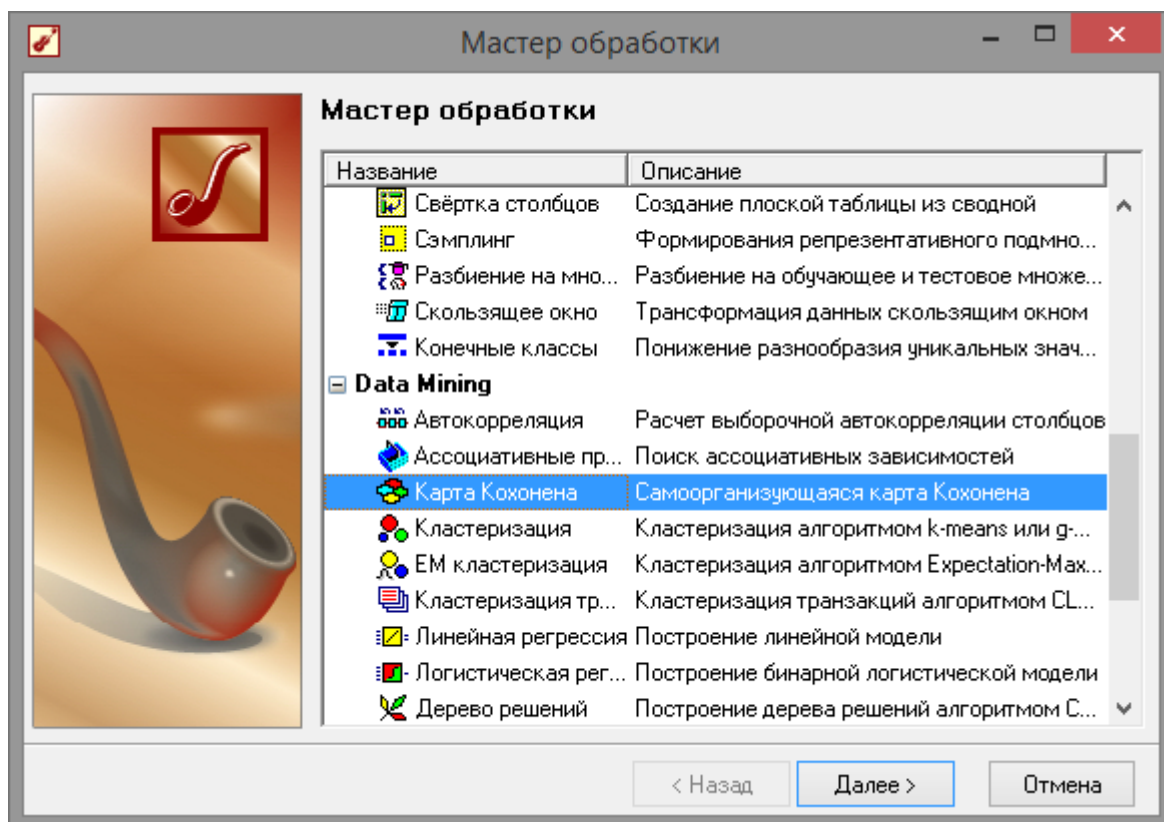 Мастер обработки
Мастер обработки
Название Описание
Свёртка столбцов Создание плоской таблицы из сводной
Сэмплинг Формирования репрезентативного подмно...
Разбиение на мно... Разбиение на обучающее и тестовое множе...
Скользящее окно Трансформация данных скользящим окном
Конечные классы Понижение разнообразия уникальных знач...
Data Mining
Автокорреляция Расчет выборочной автокорреляции столбцов
Ассоциативные пр... Поиск ассоциативных зависимостей
Карта Кохонена Самоорганизующаяся карта Кохонена
Кластеризация Кластеризация алгоритмом k-means или g-...
EM кластеризация Кластеризация алгоритмом Expectation-Max...
Кластеризация тр... Кластеризация транзакций алгоритмом CL...
Линейная регрессия Построение линейной модели
Логистическая рег... Построение бинарной логистической модели
Дерево решений Построение дерева решений алгоритмом C...
< Назад Далее > Отмена